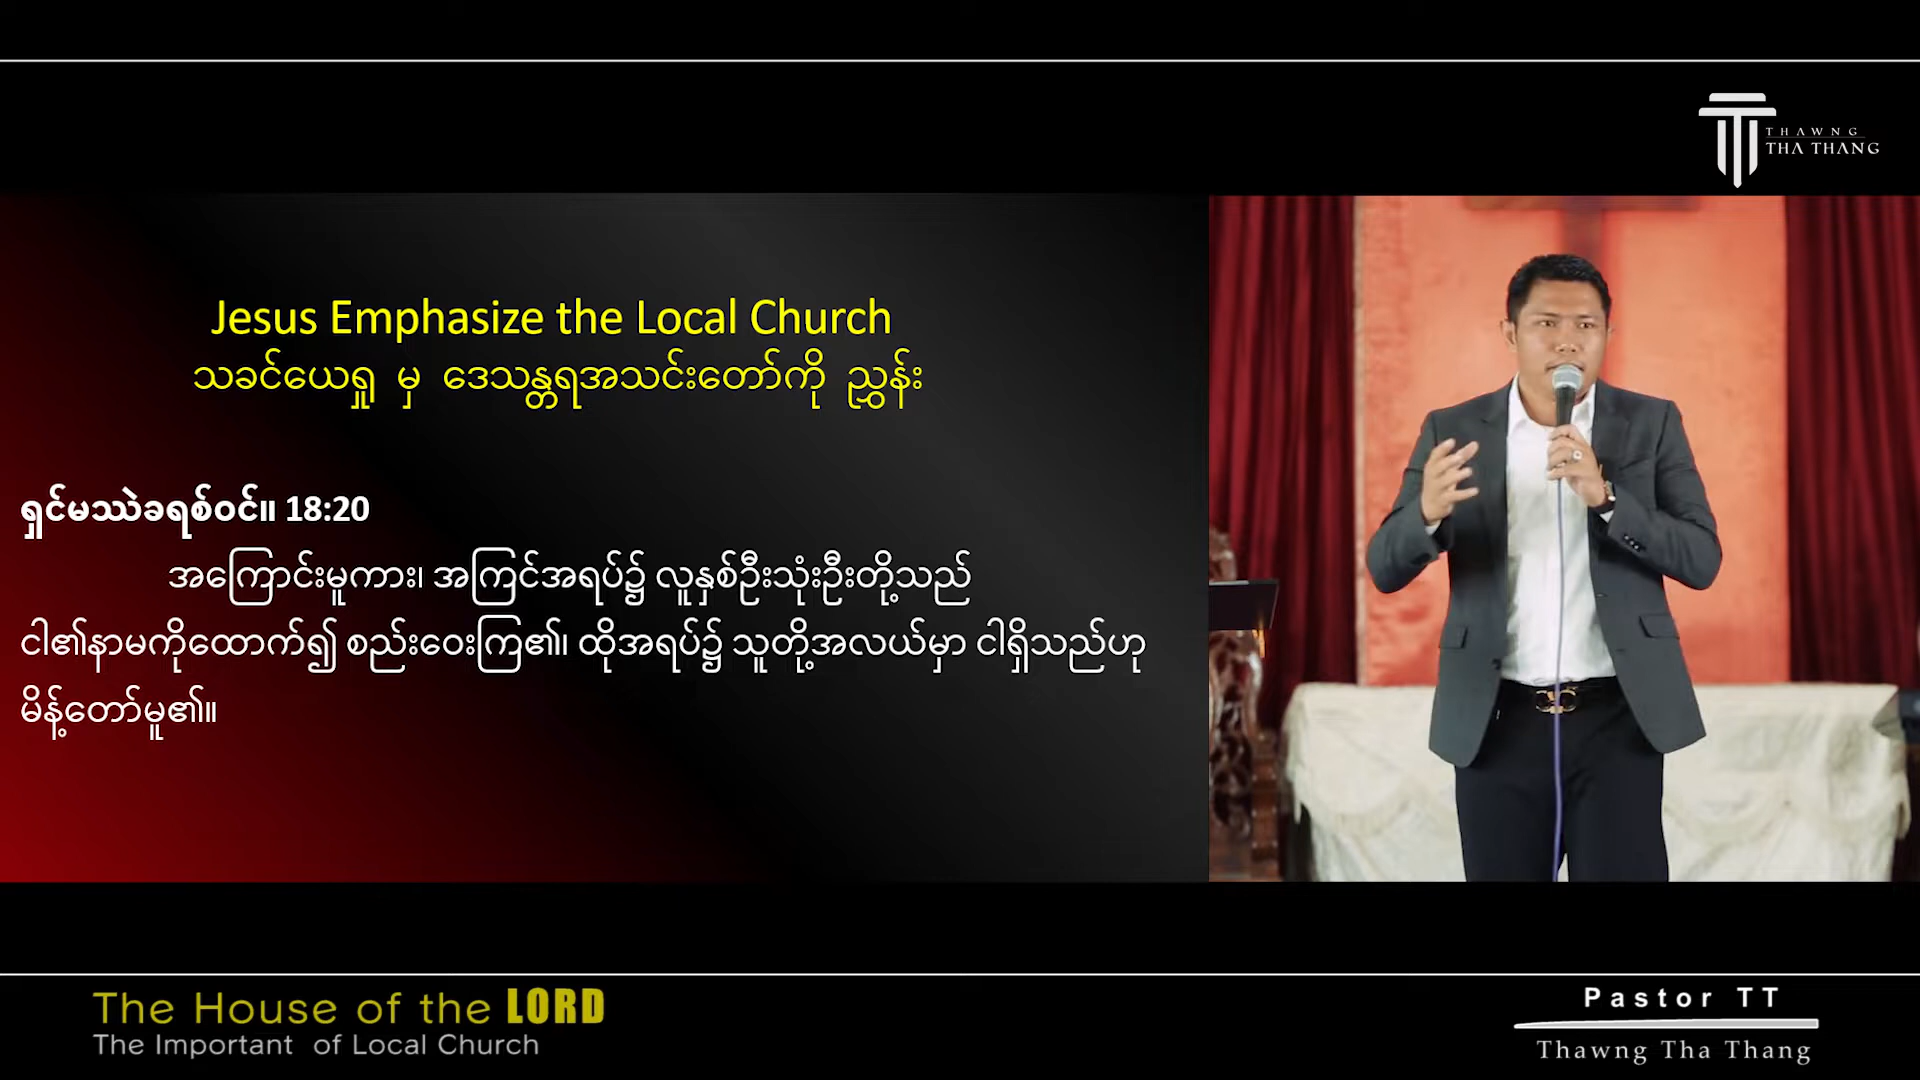 THAWNG
THA THANG
Jesus Emphasize the Local Church
သခင်ယေရှု မှ ဒေသန္တရအသင်းတော်ကို ညွှန်း
ရှင်မဿဲခရစ်ဝင်။ 18:20
အကြောင်းမူကား၊ အကြင်အရပ်၌ လူနှစ်ဦးသုံးဦးတို့သည်
ငါ၏နာမကိုထောက်၍ စည်းဝေးကြ၏၊ ထိုအရပ်၌ သူတို့အလယ်မှာ ငါရှိသည်ဟု
မိန့်တော်မူ၏။
The House of the LORD
The Important of Local Church
Pastor TT
Thawng Tha Thang